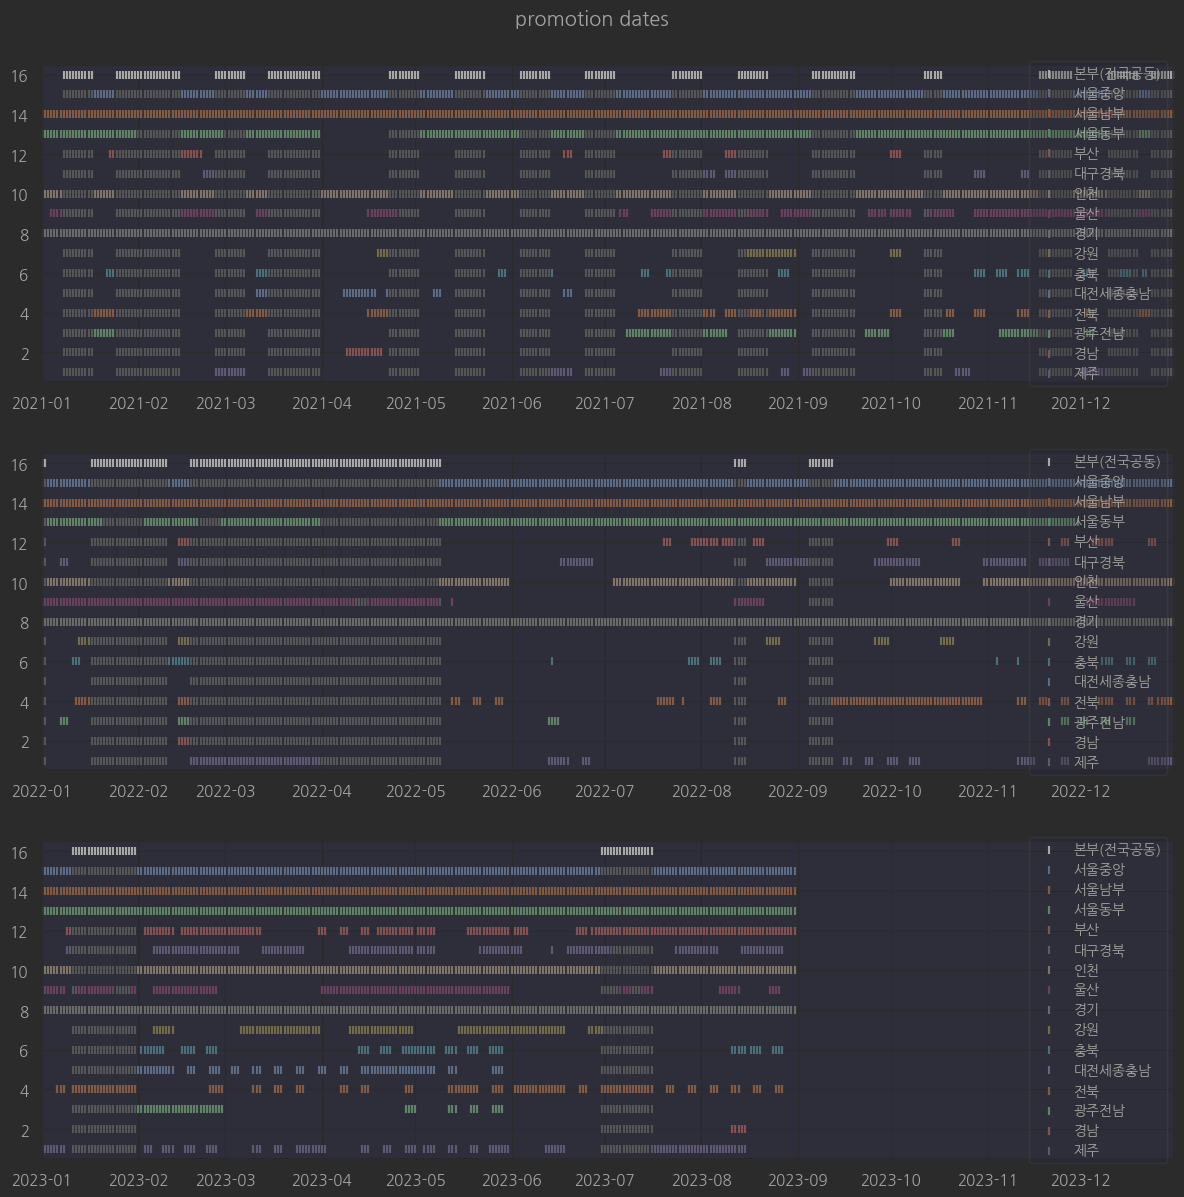 promotion dates
16
14
12
10
8
6
4
2
본부(전국공동)
서울중앙
서울남부
서울동부
부산
대구경북
인천
울산
경기
강원
충북
대전세종충남
전북
광주전남
경남
제주
2021-01 2021-02 2021-03 2021-04 2021-05 2021-06 2021-07 2021-08 2021-09 2021-10 2021-11 2021-12
16
14
12
10
8
6
4
2
본부(전국공동)
서울중앙
서울남부
서울동부
부산
대구경북
인천
울산
경기
강원
충북
대전세종충남
전북
광주전남
경남
제주
2022-01 2022-02 2022-03 2022-04 2022-05 2022-06 2022-07 2022-08 2022-09 2022-10 2022-11 2022-12
16
14
12
10
8
6
4
2
본부(전국공동)
서울중앙
서울남부
서울동부
부산
대구경북
인천
울산
경기
강원
충북
대전세종충남
전북
광주전남
경남
제주
2023-01 2023-02 2023-03 2023-04 2023-05 2023-06 2023-07 2023-08 2023-09 2023-10 2023-11 2023-12